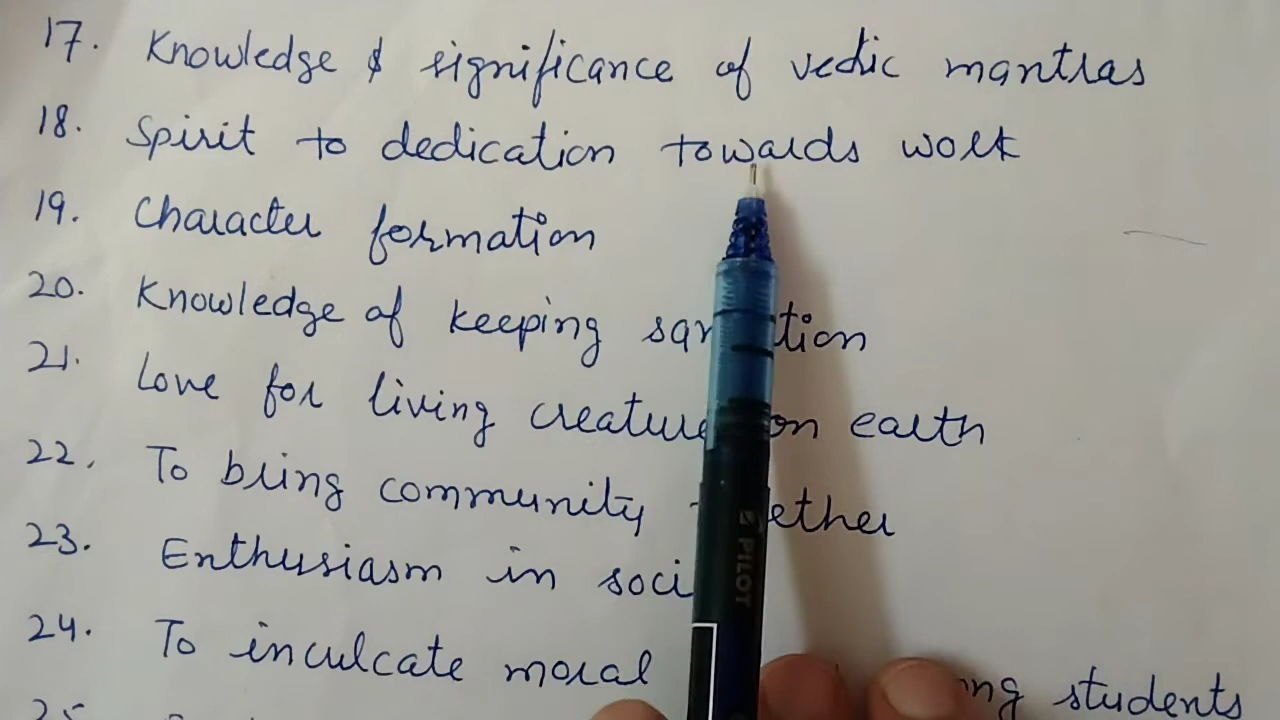 17. Knowledge & significance of vedic mantras
18. Spirit to dedication towards work
19. Character formation
20. Knowledge of keeping
21. Love for living creature on earth
22. To bring community
23. Enthusiasm in
24. To inculcate moral students
25.
PILOT